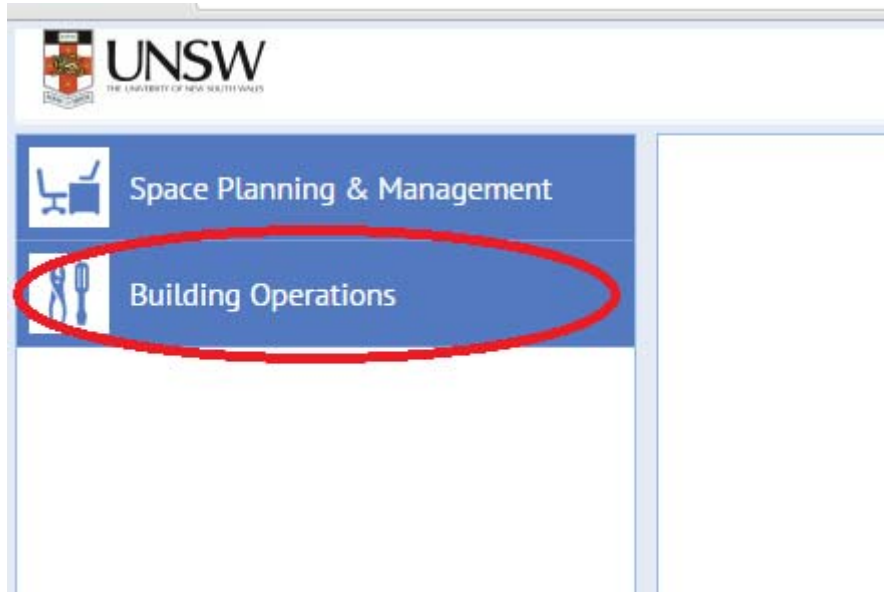 UNSW
THE UNIVERSITY OF NEW SOUTH WALES
Space Planning & Management
Building Operations